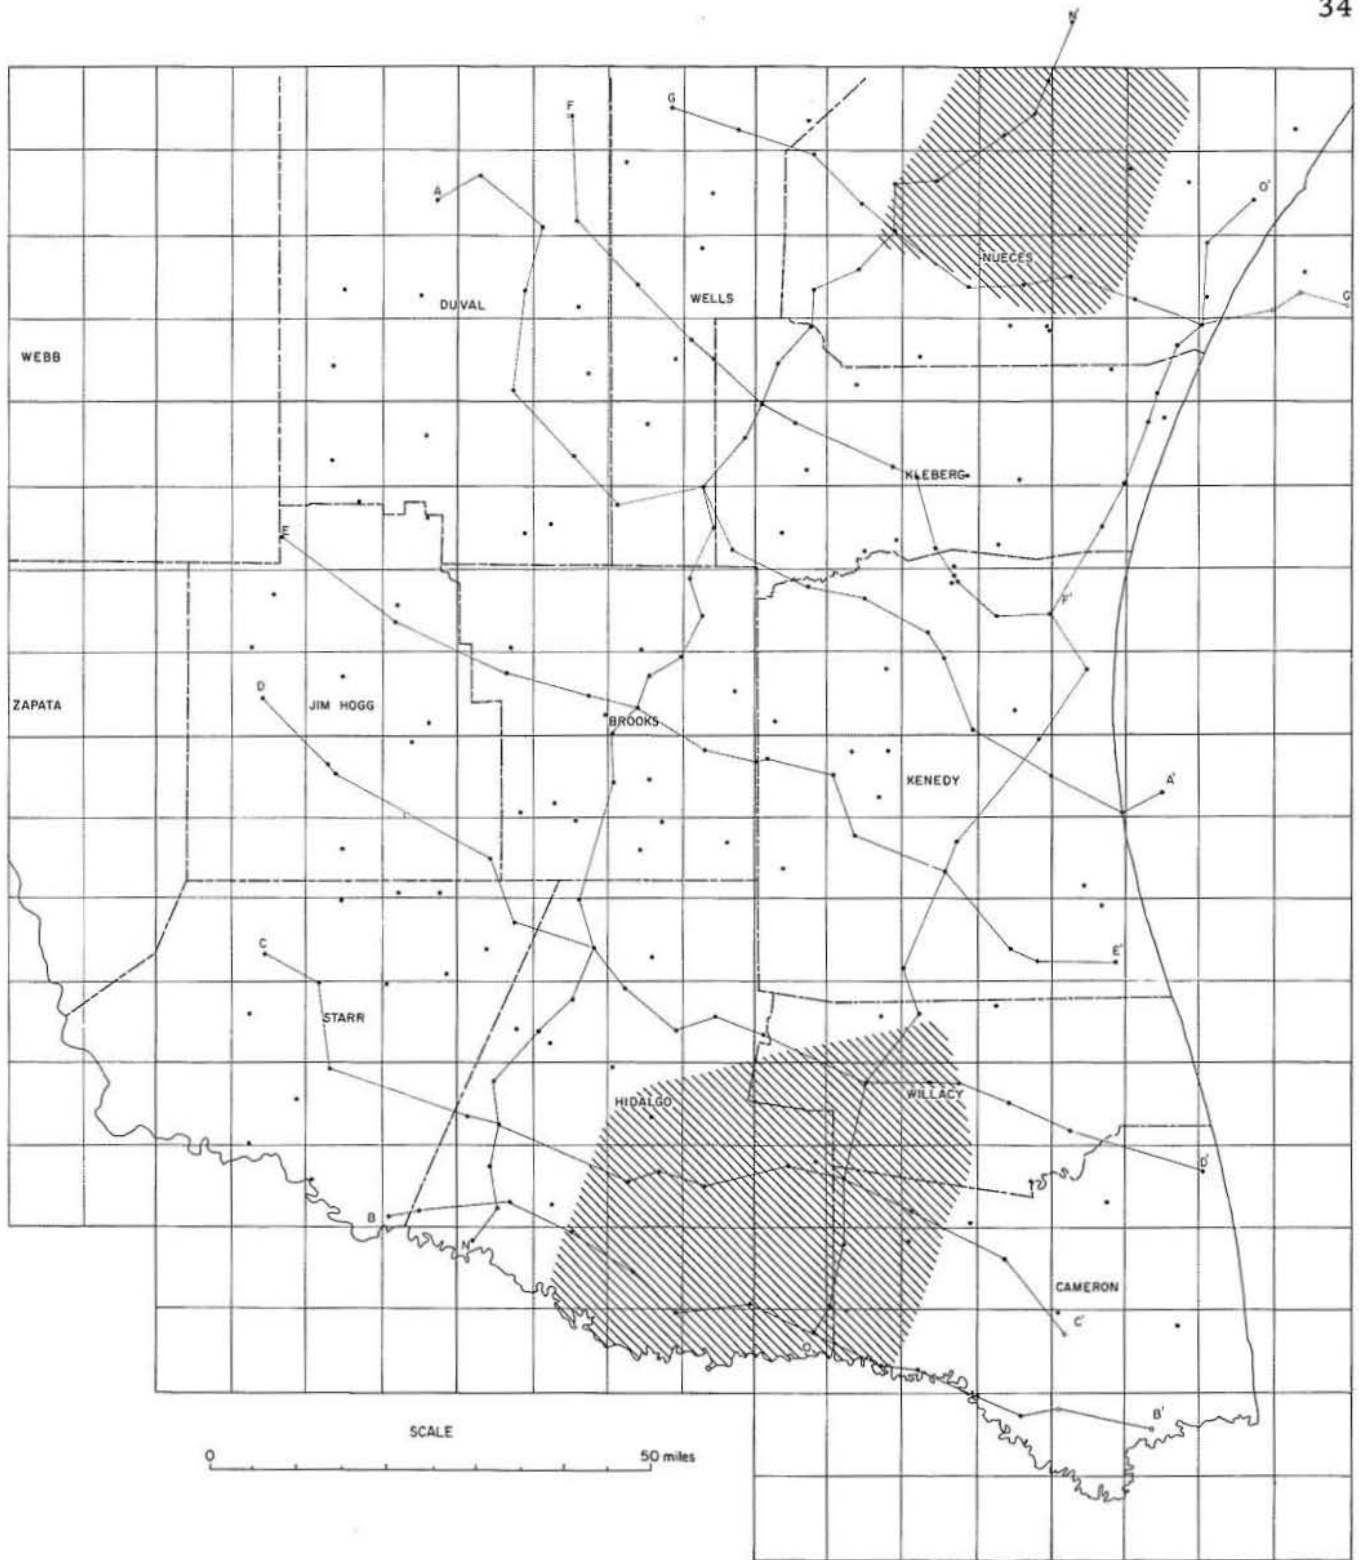 34
N'
G
F
A
O'
NUECES
DUVAL
WELLS
G'
WEBB
KLEBERG
E
F'
D
ZAPATA
JIM HOGG
BROOKS
KENEDY
A'
C
E'
STARR
HIDALGO
WILLACY
D'
B
N
CAMERON
C'
O
B'
SCALE
0
50 miles